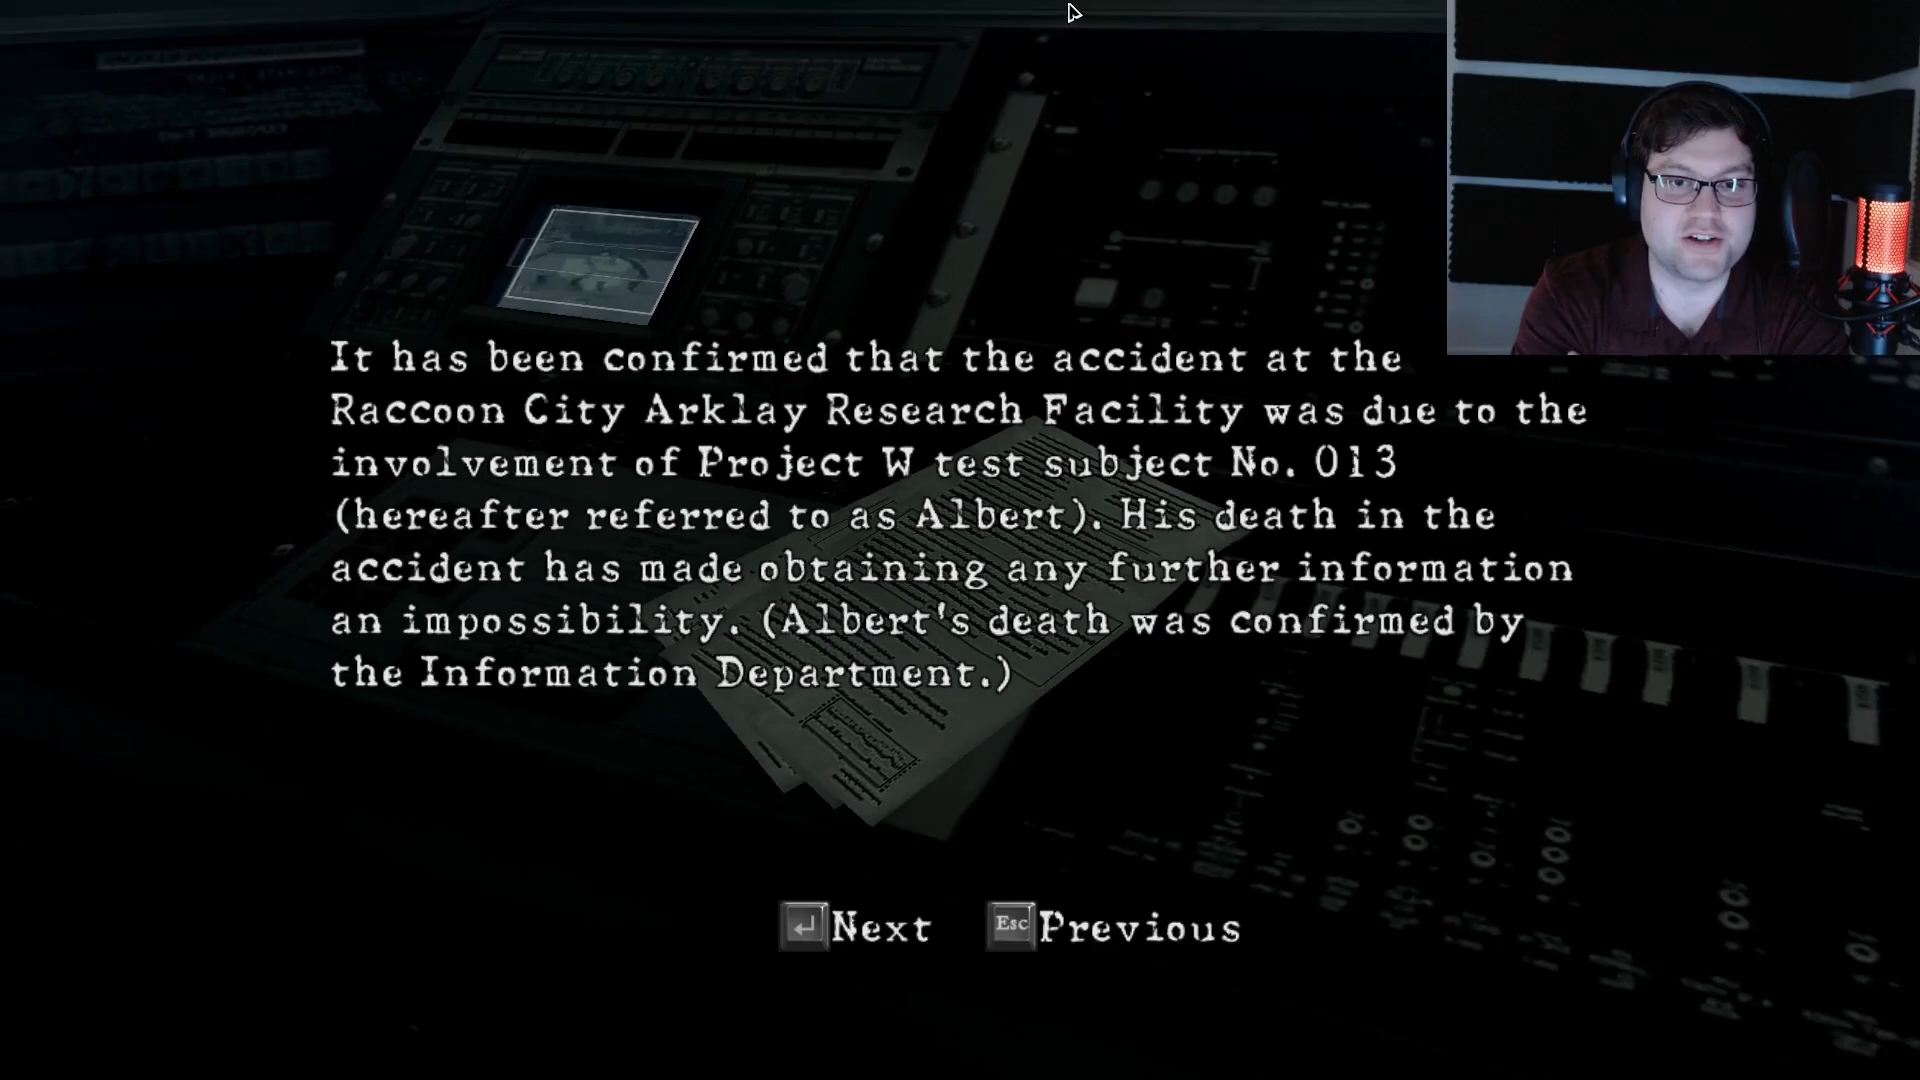 It has been confirmed that the accident at the
Raccoon City Arklay Research Facility was due to the
involvement of Project W test subject No. 013
(hereafter referred to as Albert). His death in the
accident has made obtaining any further information
an impossibility. (Albert's death was confirmed by
the Information Department.)
Next
Esc Previous